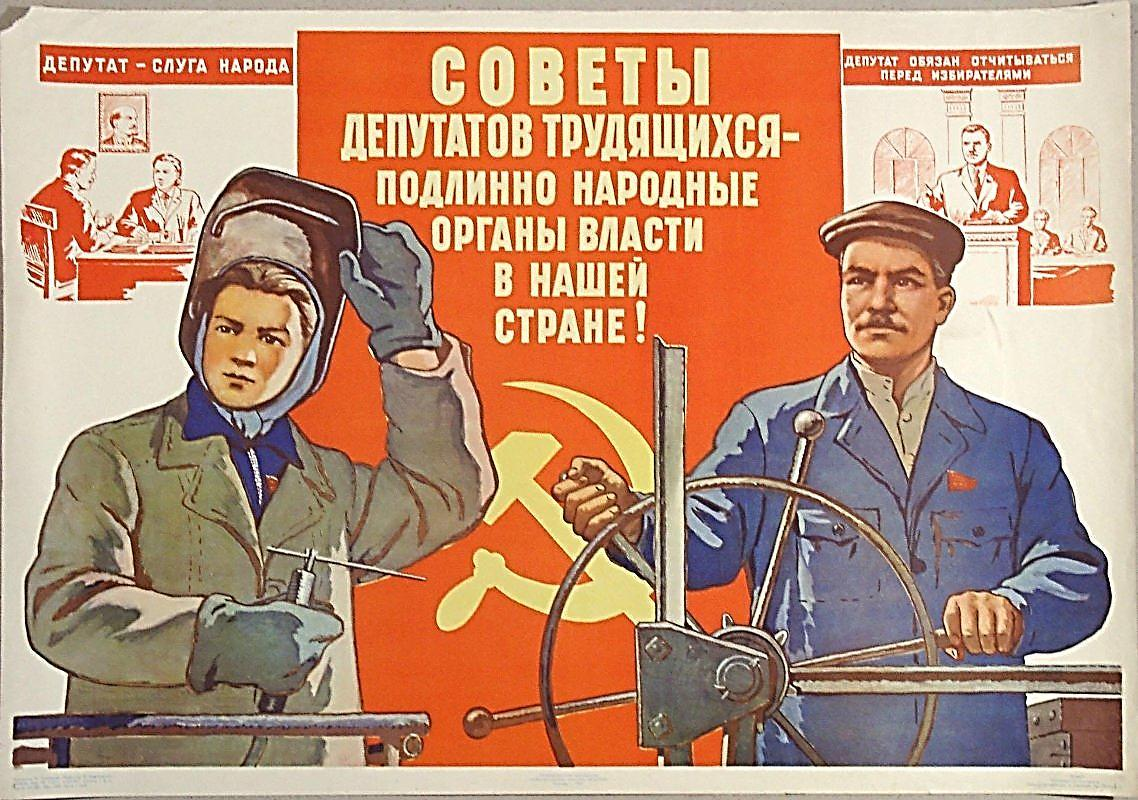 ДЕПУТАТ – СЛУГА НАРОДА
СОВЕТЫ
ДЕПУТАТОВ ТРУДЯЩИХСЯ–
ПОДЛИННО НАРОДНЫЕ
ОРГАНЫ ВЛАСТИ
В НАШЕЙ
СТРАНЕ!
ДЕПУТАТ ОБЯЗАН ОТЧИТЫВАТЬСЯ
ПЕРЕД ИЗБИРАТЕЛЯМИ